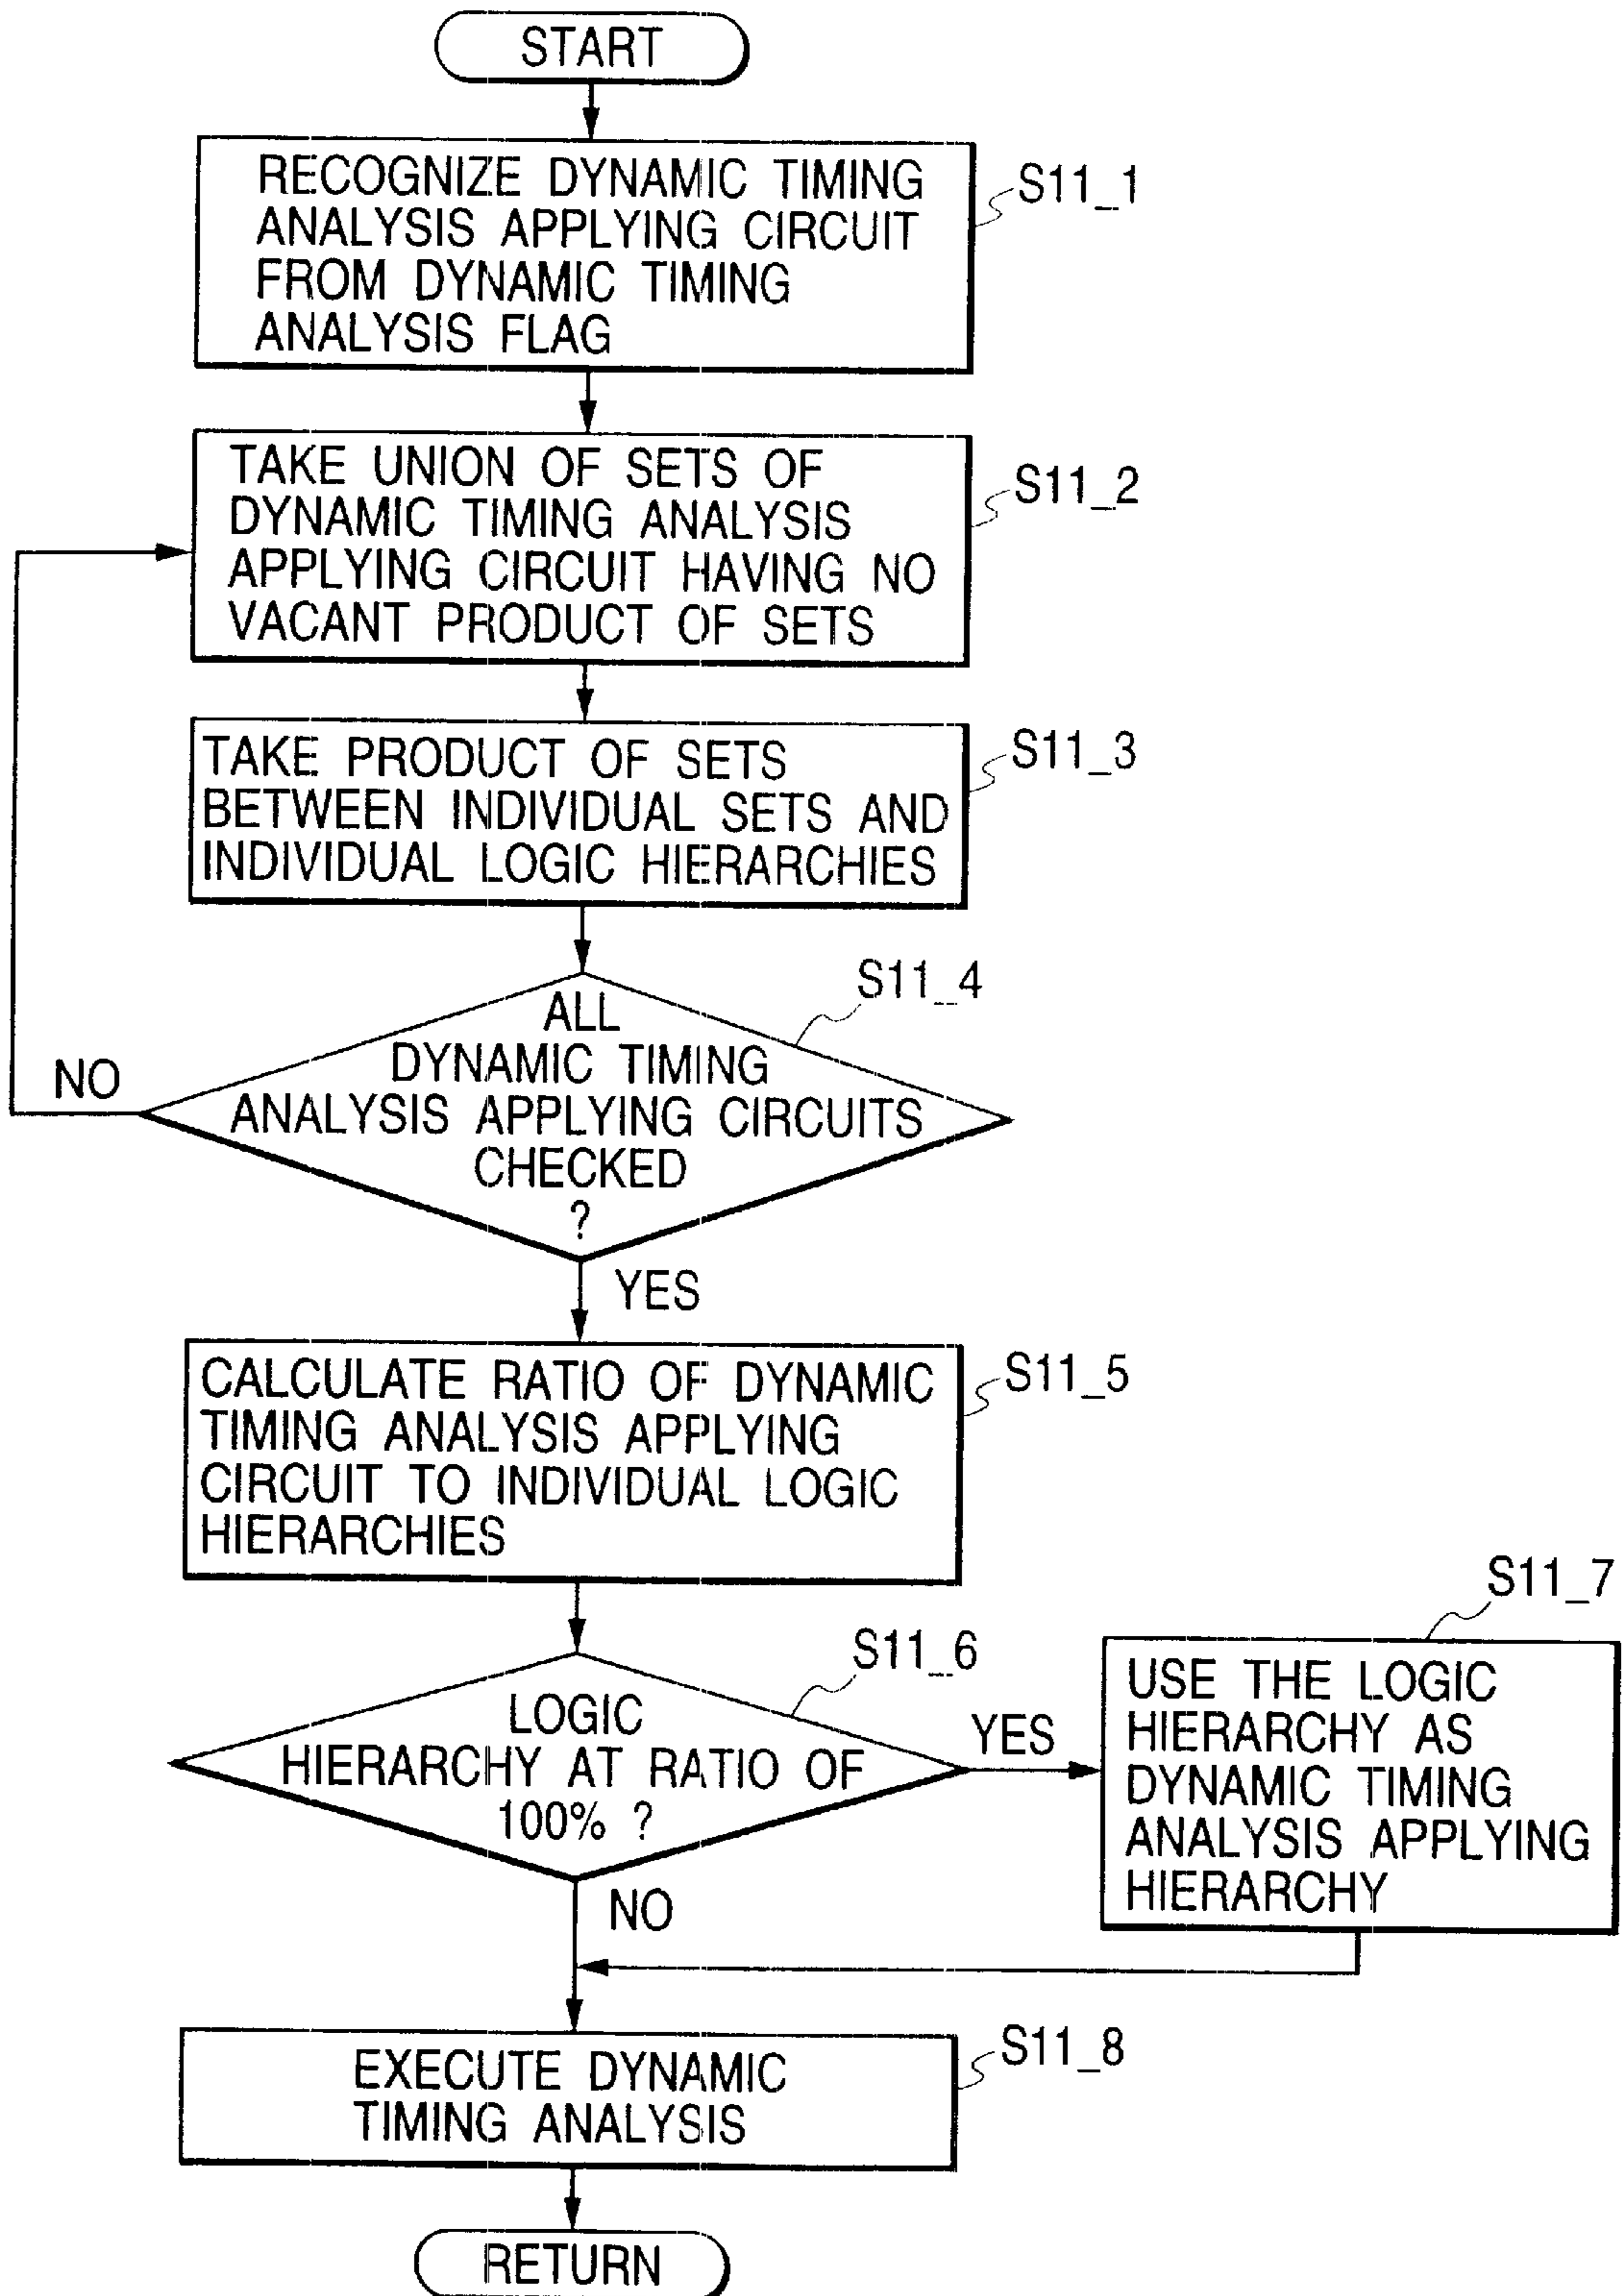 START
RECOGNIZE DYNAMIC TIMING
ANALYSIS APPLYING CIRCUIT
FROM DYNAMIC TIMING
ANALYSIS FLAG
S11_1
TAKE UNION OF SETS OF
DYNAMIC TIMING ANALYSIS
APPLYING CIRCUIT HAVING NO
VACANT PRODUCT OF SETS
S11_2
TAKE PRODUCT OF SETS
BETWEEN INDIVIDUAL SETS AND
INDIVIDUAL LOGIC HIERARCHIES
S11_3
ALL
DYNAMIC TIMING
ANALYSIS APPLYING CIRCUITS
CHECKED
?
S11_4
NO
YES
CALCULATE RATIO OF DYNAMIC
TIMING ANALYSIS APPLYING
CIRCUIT TO INDIVIDUAL LOGIC
HIERARCHIES
S11_5
LOGIC
HIERARCHY AT RATIO OF
100% ?
S11_6
YES
NO
USE THE LOGIC
HIERARCHY AS
DYNAMIC TIMING
ANALYSIS APPLYING
HIERARCHY
S11_7
EXECUTE DYNAMIC
TIMING ANALYSIS
S11_8
RETURN